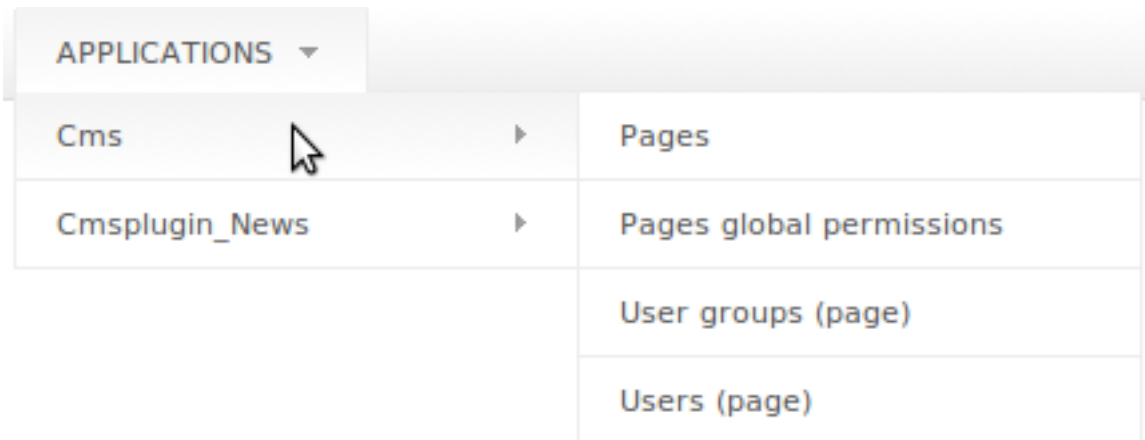 APPLICATIONS
Cms
Cmsplugin_News
Pages
Pages global permissions
User groups (page)
Users (page)